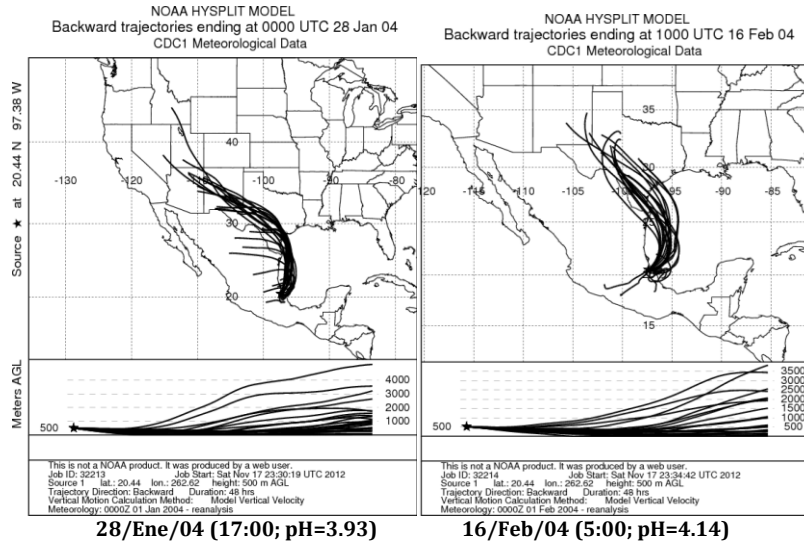 NOAA HYSPLIT MODEL
Backward trajectories ending at 0000 UTC 28 Jan 04
CDC1 Meteorological Data
Source ★ at 20.44 N 97.38 W
40
-130
-120
-110
-100
-90
-80
30
20
Meters AGL
4000
3000
2000
1000
500
This is not a NOAA product. It was produced by a web user.
Job ID: 32213 Job Start: Sat Nov 17 23:30:19 UTC 2012
Source 1 lat.: 20.44 lon.: 262.62 height: 500 m AGL
Trajectory Direction: Backward Duration: 48 hrs
Vertical Motion Calculation Method: Model Vertical Velocity
Meteorology: 0000Z 01 Jan 2004 - reanalysis
28/Ene/04 (17:00; pH=3.93)
NOAA HYSPLIT MODEL
Backward trajectories ending at 1000 UTC 16 Feb 04
CDC1 Meteorological Data
35
30
120
-115
-110
-105
-100
-95
-90
-85
25
15
3500
3000
2500
2000
1500
1000
500
500
This is not a NOAA product. It was produced by a web user.
Job ID: 32214 Job Start: Sat Nov 17 23:34:42 UTC 2012
Source 1 lat.: 20.44 lon.: 262.62 height: 500 m AGL
Trajectory Direction: Backward Duration: 48 hrs
Vertical Motion Calculation Method: Model Vertical Velocity
Meteorology: 0000Z 01 Feb 2004 - reanalysis
16/Feb/04 (5:00; pH=4.14)